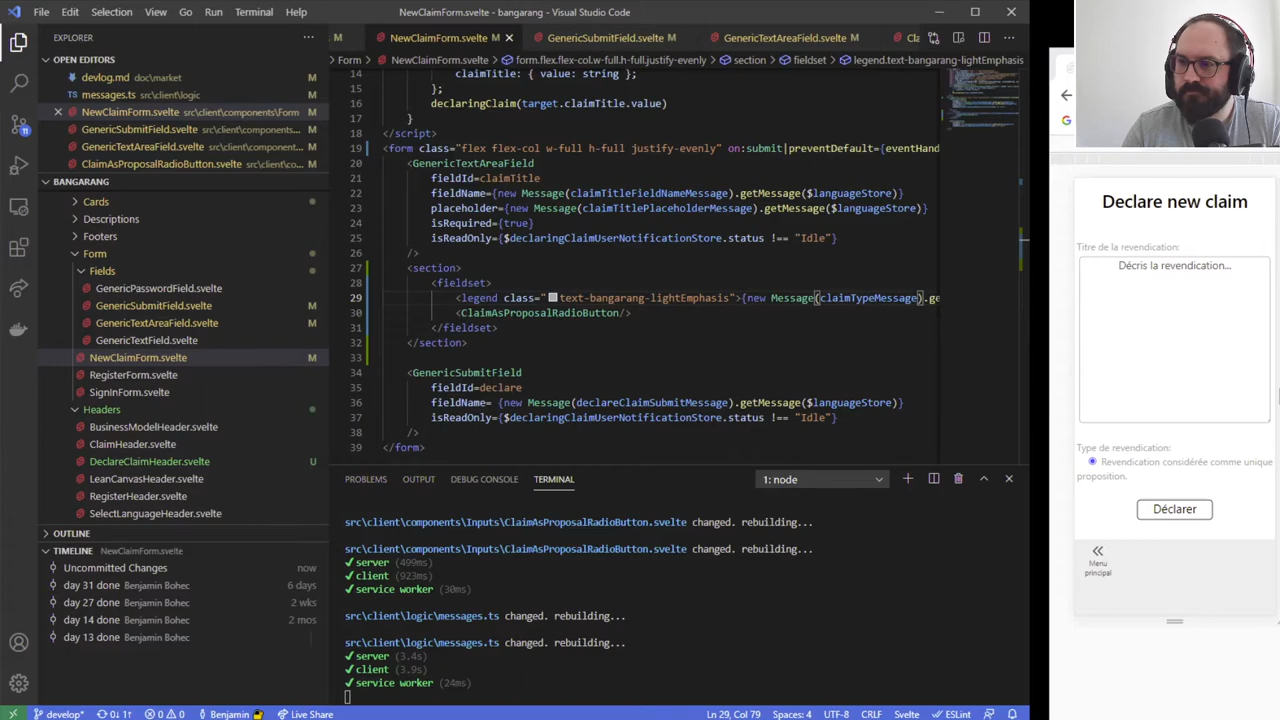 File Edit Selection View Go Run Terminal Help
NewClaimForm.svelte - bangarang - Visual Studio Code
EXPLORER
OPEN EDITORS
devlog.md doc\market M
messages.ts src\client\logic M
NewClaimForm.svelte src\client\components\Form M
GenericSubmitField.svelte src\client\components... M
GenericTextAreaField.svelte src\client\compon... M
ClaimAsProposalRadioButton.svelte src\client... M
BANGARANG
Cards
Descriptions
Footers
Form
Fields
GenericPasswordField.svelte
GenericSubmitField.svelte M
GenericTextAreaField.svelte M
GenericTextField.svelte
NewClaimForm.svelte M
RegisterForm.svelte
SignInForm.svelte
Headers
BusinessModelHeader.svelte
ClaimHeader.svelte
DeclareClaimHeader.svelte U
LeanCanvasHeader.svelte
RegisterHeader.svelte
SelectLanguageHeader.svelte
OUTLINE
TIMELINE NewClaimForm.svelte
Uncommitted Changes now
day 31 done Benjamin Bohec 6 days
day 27 done Benjamin Bohec 2 wks
day 14 done Benjamin Bohec 2 mos
day 13 done Benjamin Bohec
11
M NewClaimForm.svelte M GenericSubmitField.svelte M GenericTextAreaField.svelte M Cla
Form > NewClaimForm.svelte > form.flex.flex-col.w-full.h-full.justify-evenly > section > fieldset > legend.text-bangarang-lightEmphasis
14 claimTitle: { value: string };
15 };
16 declaringClaim(target.claimTitle.value)
17 }
18 </script>
19 <form class="flex flex-col w-full h-full justify-evenly" on:submit|preventDefault={eventHand
20 <GenericTextAreaField
21 fieldId=claimTitle
22 fieldName={new Message(claimTitleFieldNameMessage).getMessage($languageStore)}
23 placeholder={new Message(claimTitlePlaceholderMessage).getMessage($languageStore)}
24 isRequired={true}
25 isReadOnly={$declaringClaimUserNotificationStore.status !== "Idle"}
26 />
27 <section>
28 <fieldset>
29 <legend class="text-bangarang-lightEmphasis">{new Message(claimTypeMessage).ge
30 <ClaimAsProposalRadioButton/>
31 </fieldset>
32 </section>
33
34 <GenericSubmitField
35 fieldId=declare
36 fieldName= {new Message(declareClaimSubmitMessage).getMessage($languageStore)}
37 isReadOnly={$declaringClaimUserNotificationStore.status !== "Idle"}
38 />
39 </form>
PROBLEMS OUTPUT DEBUG CONSOLE TERMINAL 1: node
src\client\components\Inputs\ClaimAsProposalRadioButton.svelte changed. rebuilding...
src\client\components\Inputs\ClaimAsProposalRadioButton.svelte changed. rebuilding...
✔server (499ms)
✔client (923ms)
✔service worker (30ms)
src\client\logic\messages.ts changed. rebuilding...
src\client\logic\messages.ts changed. rebuilding...
✔server (3.4s)
✔client (3.9s)
✔service worker (24ms)
develop* 0↓ 1↑ 0 0 Benjamin Live Share
Ln 29, Col 79 Spaces: 4 UTF-8 CRLF Svelte ESLint
Declare new claim
Titre de la revendication:
Décris la revendication...
Type de revendication:
Revendication considérée comme unique
proposition.
Déclarer
Menu
principal